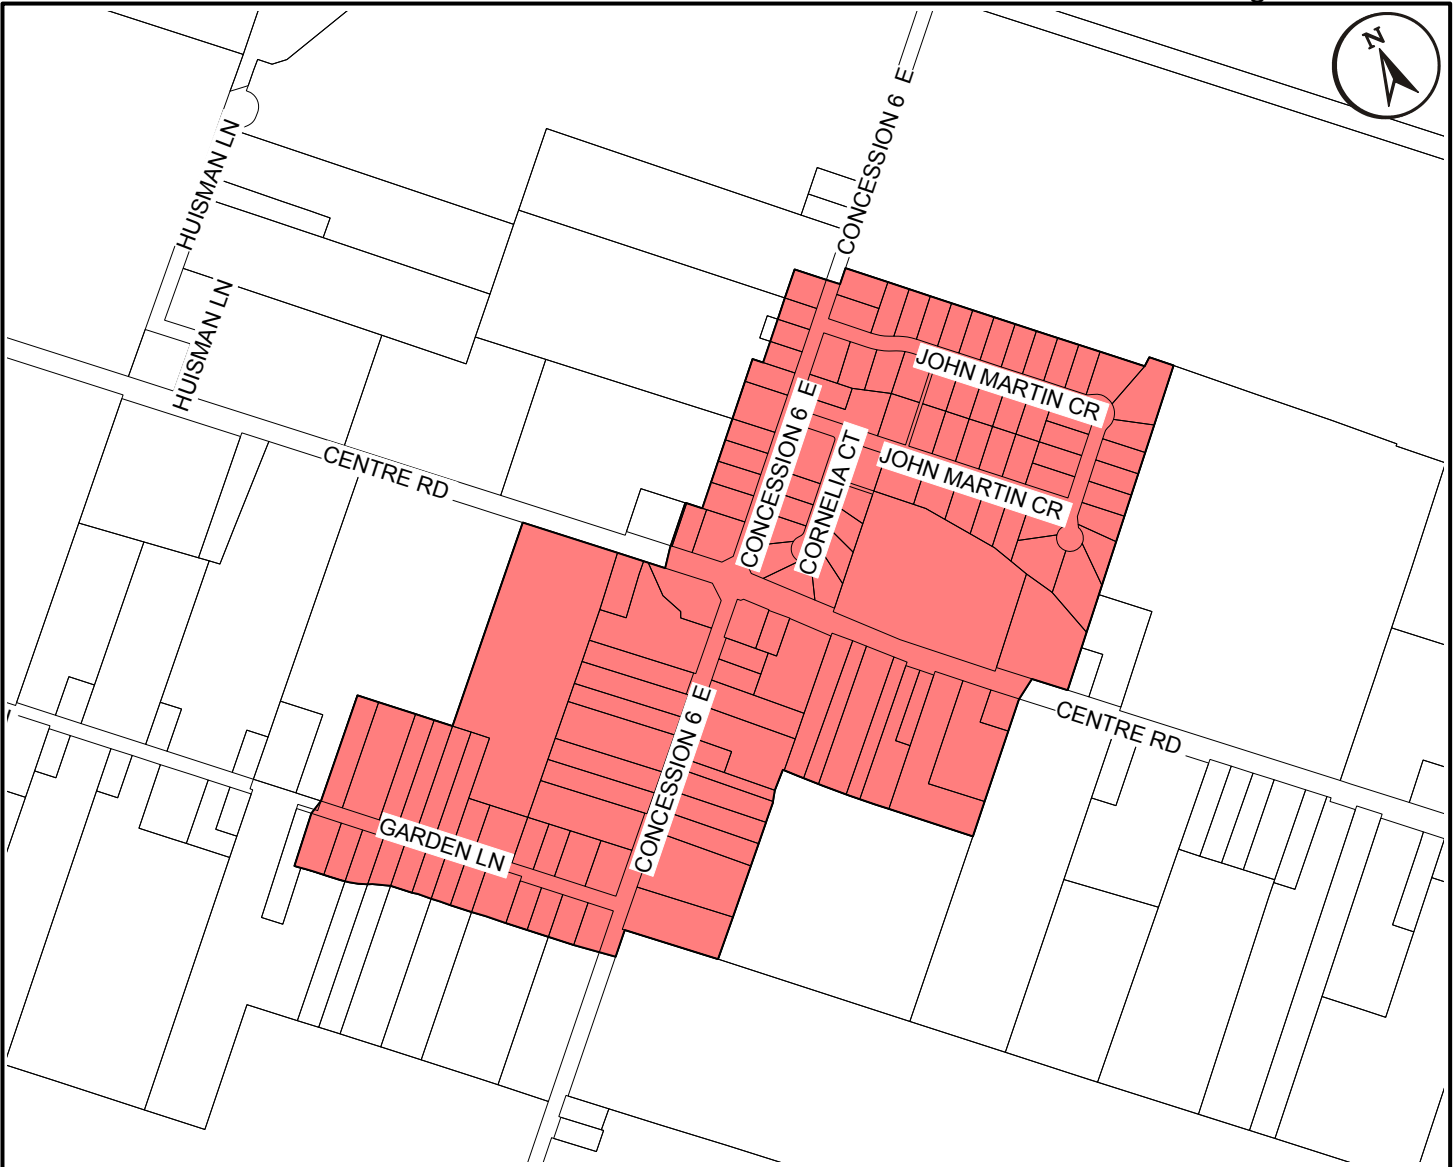 N
CONCESSION 6 E
HUISMAN LN
HUISMAN LN
JOHN MARTIN CR
CONCESSION 6 E
CORNELIA CT
JOHN MARTIN CR
CENTRE RD
CONCESSION 6 E
CENTRE RD
GARDEN LN